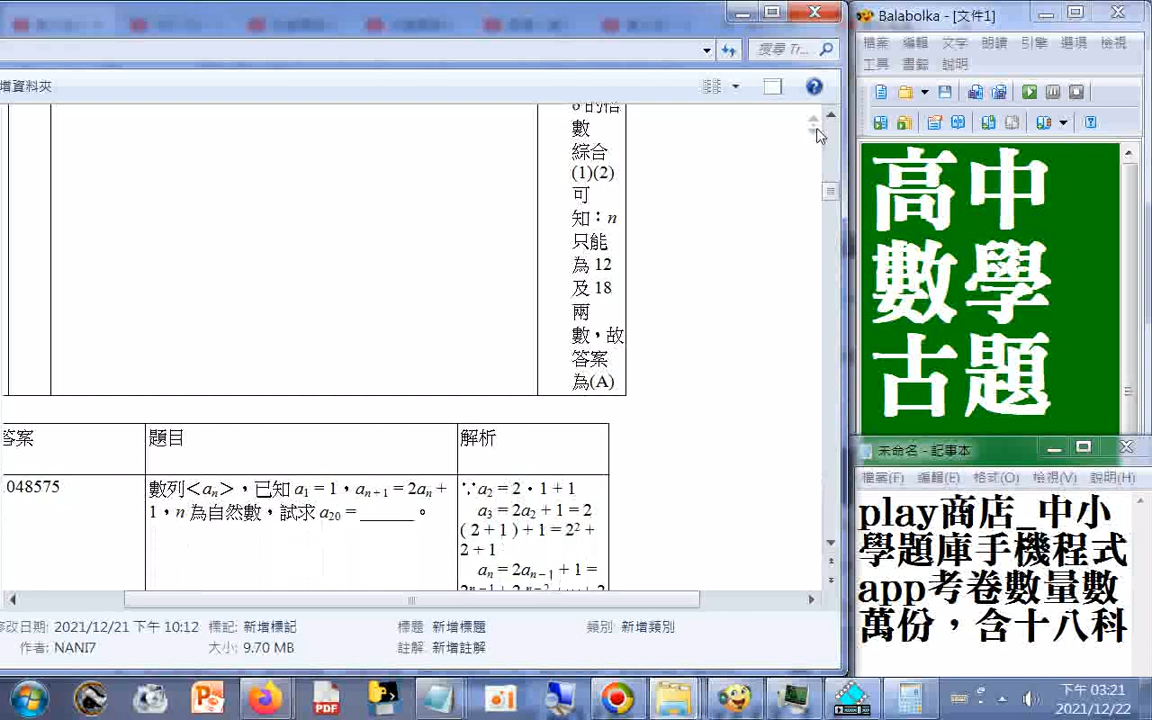 Balabolka - [文件1]
檔案 編輯 文字 朗讀 引擎 選項 檢視
工具 書籤 說明
搜尋 Tr...
增資料夾
的倍
數
綜合
(1)(2)
可
知：n
只能
為 12
及 18
兩
數，故
答案
為(A)
答案 題目 解析
048575
數列＜aₙ＞，已知 a₁ = 1，aₙ₊₁ = 2aₙ +
1，n 為自然數，試求 a₂₀ = ______。
∵a₂ = 2‧1 + 1
a₃ = 2a₂ + 1 = 2
( 2 + 1 ) + 1 = 2² +
2 + 1
aₙ = 2aₙ₋₁ + 1 =
修改日期: 2021/12/21 下午 10:12 標記: 新增標記 標題 新增標題 類別: 新增類別
作者: NANI7 大小: 9.70 MB 註解 新增註解
高中
數學
古題
未命名 - 記事本
檔案(F) 編輯(E) 格式(O) 檢視(V) 說明(H)
play商店_中小
學題庫手機程式
app考卷數量數
萬份，含十八科
PDF
下午 03:21
2021/12/22